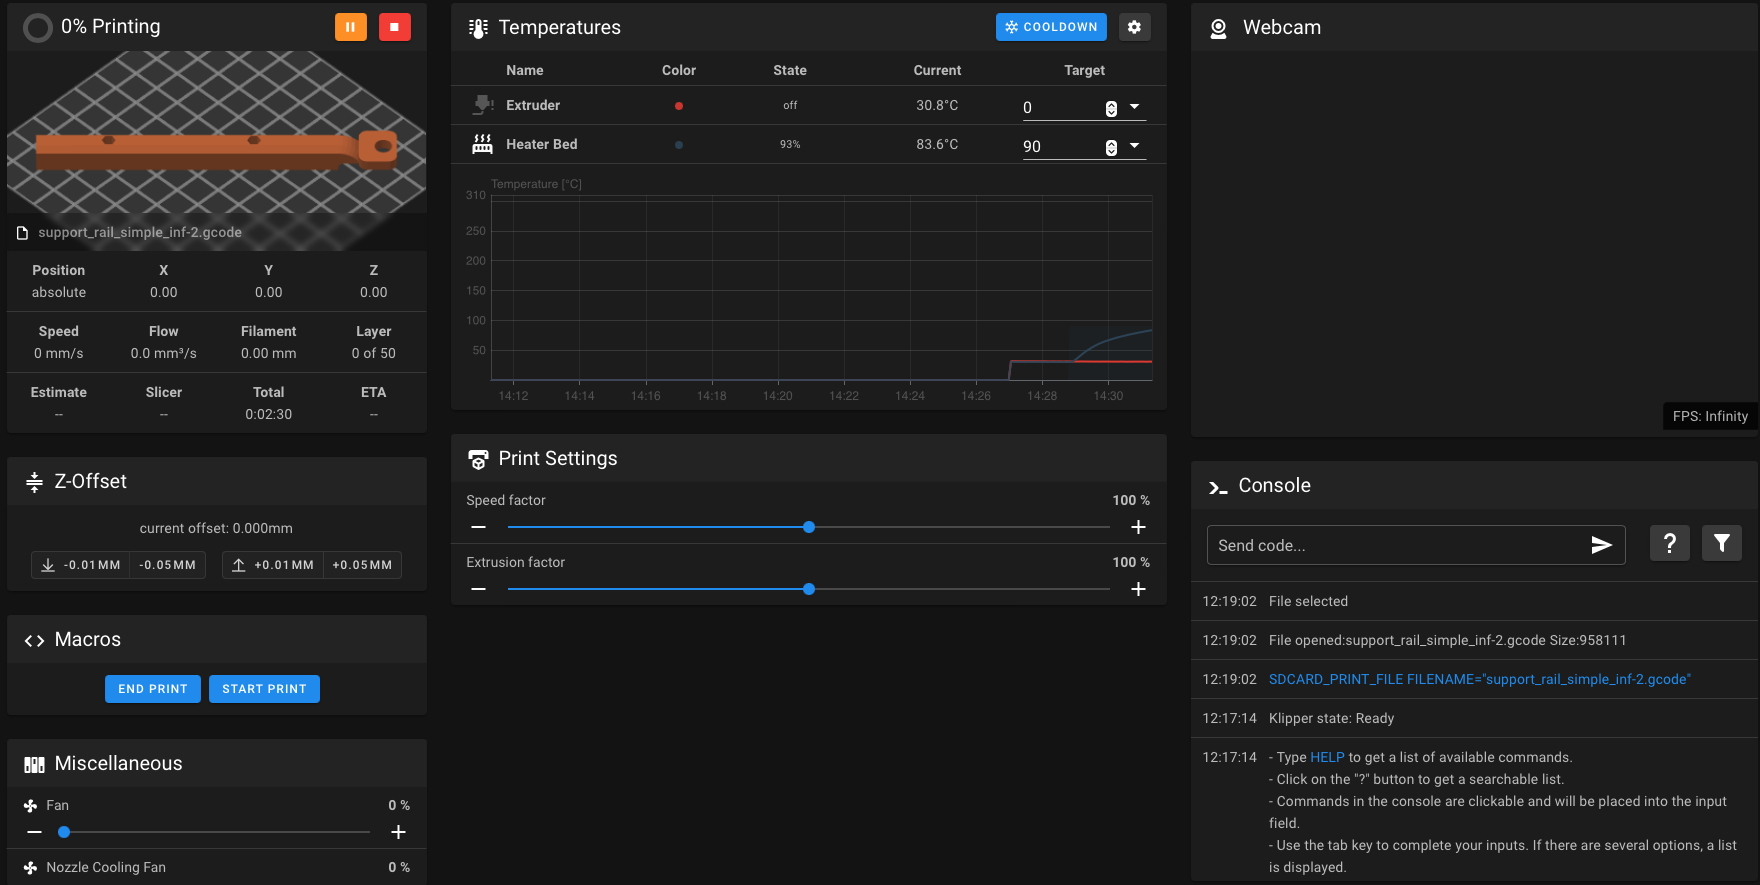 0% Printing
support_rail_simple_inf-2.gcode
Position X Y Z
absolute 0.00 0.00 0.00
Speed Flow Filament Layer
0 mm/s 0.0 mm³/s 0.00 mm 0 of 50
Estimate Slicer Total ETA
-- -- 0:02:30 --
Z-Offset
current offset: 0.000mm
-0.01MM -0.05MM +0.01MM +0.05MM
Macros
END PRINT START PRINT
Miscellaneous
Fan 0 %
Nozzle Cooling Fan 0 %
Temperatures COOLDOWN
Name Color State Current Target
Extruder off 30.8°C 0
Heater Bed 93% 83.6°C 90
Temperature [°C]
310
250
200
150
100
50
14:12 14:14 14:16 14:18 14:20 14:22 14:24 14:26 14:28 14:30
Print Settings
Speed factor 100 %
Extrusion factor 100 %
Webcam
FPS: Infinity
Console
Send code...
12:19:02 File selected
12:19:02 File opened:support_rail_simple_inf-2.gcode Size:958111
12:19:02 SDCARD_PRINT_FILE FILENAME="support_rail_simple_inf-2.gcode"
12:17:14 Klipper state: Ready
12:17:14 - Type HELP to get a list of available commands.
- Click on the "?" button to get a searchable list.
- Commands in the console are clickable and will be placed into the input
field.
- Use the tab key to complete your inputs. If there are several options, a list
is displayed.